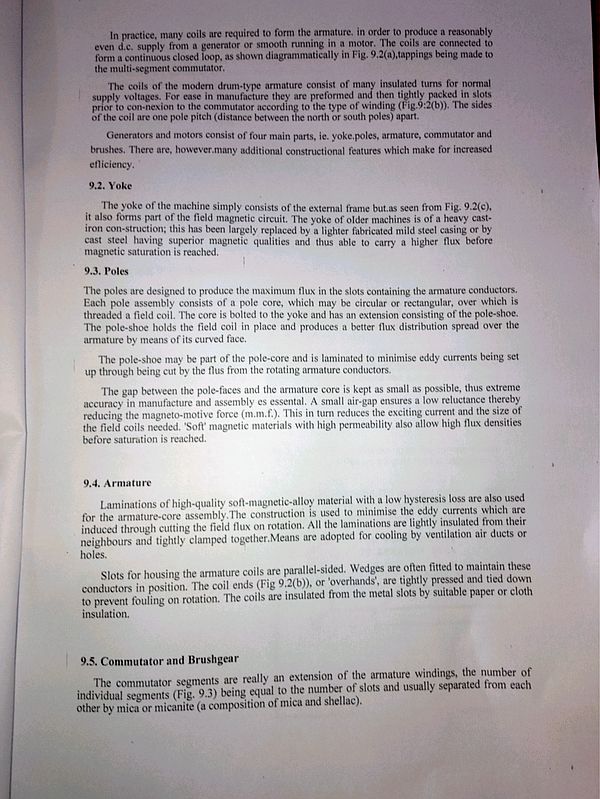 In practice, many coils are required to form the armature. in order to produce a reasonably
even d.c. supply from a generator or smooth running in a motor. The coils are connected to
form a continuous closed loop, as shown diagrammatically in Fig. 9.2(a),tappings being made to
the multi-segment commutator.
The coils of the modern drum-type armature consist of many insulated turns for normal
supply voltages. For ease in manufacture they are preformed and then tightly packed in slots
prior to con-nexion to the commutator according to the type of winding (Fig.9:2(b)). The sides
of the coil are one pole pitch (distance between the north or south poles) apart.
Generators and motors consist of four main parts, ie. yoke.poles, armature, commutator and
brushes. There are, however.many additional constructional features which make for increased
efliciency.
9.2. Yoke
The yoke of the machine simply consists of the external frame but.as seen from Fig. 9.2(c),
it also forms part of the field magnetic circuit. The yoke of older machines is of a heavy cast-
iron con-struction; this has been largely replaced by a lighter fabricated mild steel casing or by
cast steel having superior magnetic qualities and thus able to carry a higher flux before
magnetic saturation is reached.
9.3. Poles
The poles are designed to produce the maximum flux in the slots containing the armature conductors.
Each pole assembly consists of a pole core, which may be circular or rectangular, over which is
threaded a field coil. The core is bolted to the yoke and has an extension consisting of the pole-shoe.
The pole-shoe holds the field coil in place and produces a better flux distribution spread over the
armature by means of its curved face.
The pole-shoe may be part of the pole-core and is laminated to minimise eddy currents being set
up through being cut by the flus from the rotating armature conductors.
The gap between the pole-faces and the armature core is kept as small as possible, thus extreme
accuracy in manufacture and assembly es essental. A small air-gap ensures a low reluctance thereby
reducing the magneto-motive force (m.m.f.). This in turn reduces the exciting current and the size of
the field coils needed. 'Soft' magnetic materials with high permeability also allow high flux densities
before saturation is reached.
9.4. Armature
Laminations of high-quality soft-magnetic-alloy material with a low hysteresis loss are also used
for the armature-core assembly.The construction is used to minimise the eddy currents which are
induced through cutting the field flux on rotation. All the laminations are lightly insulated from their
neighbours and tightly clamped together.Means are adopted for cooling by ventilation air ducts or
holes.
Slots for housing the armature coils are parallel-sided. Wedges are often fitted to maintain these
conductors in position. The coil ends (Fig 9.2(b)), or 'overhands', are tightly pressed and tied down
to prevent fouling on rotation. The coils are insulated from the metal slots by suitable paper or cloth
insulation.
9.5. Commutator and Brushgear
The commutator segments are really an extension of the armature windings, the number of
individual segments (Fig. 9.3) being equal to the number of slots and usually separated from each
other by mica or micanite (a composition of mica and shellac).